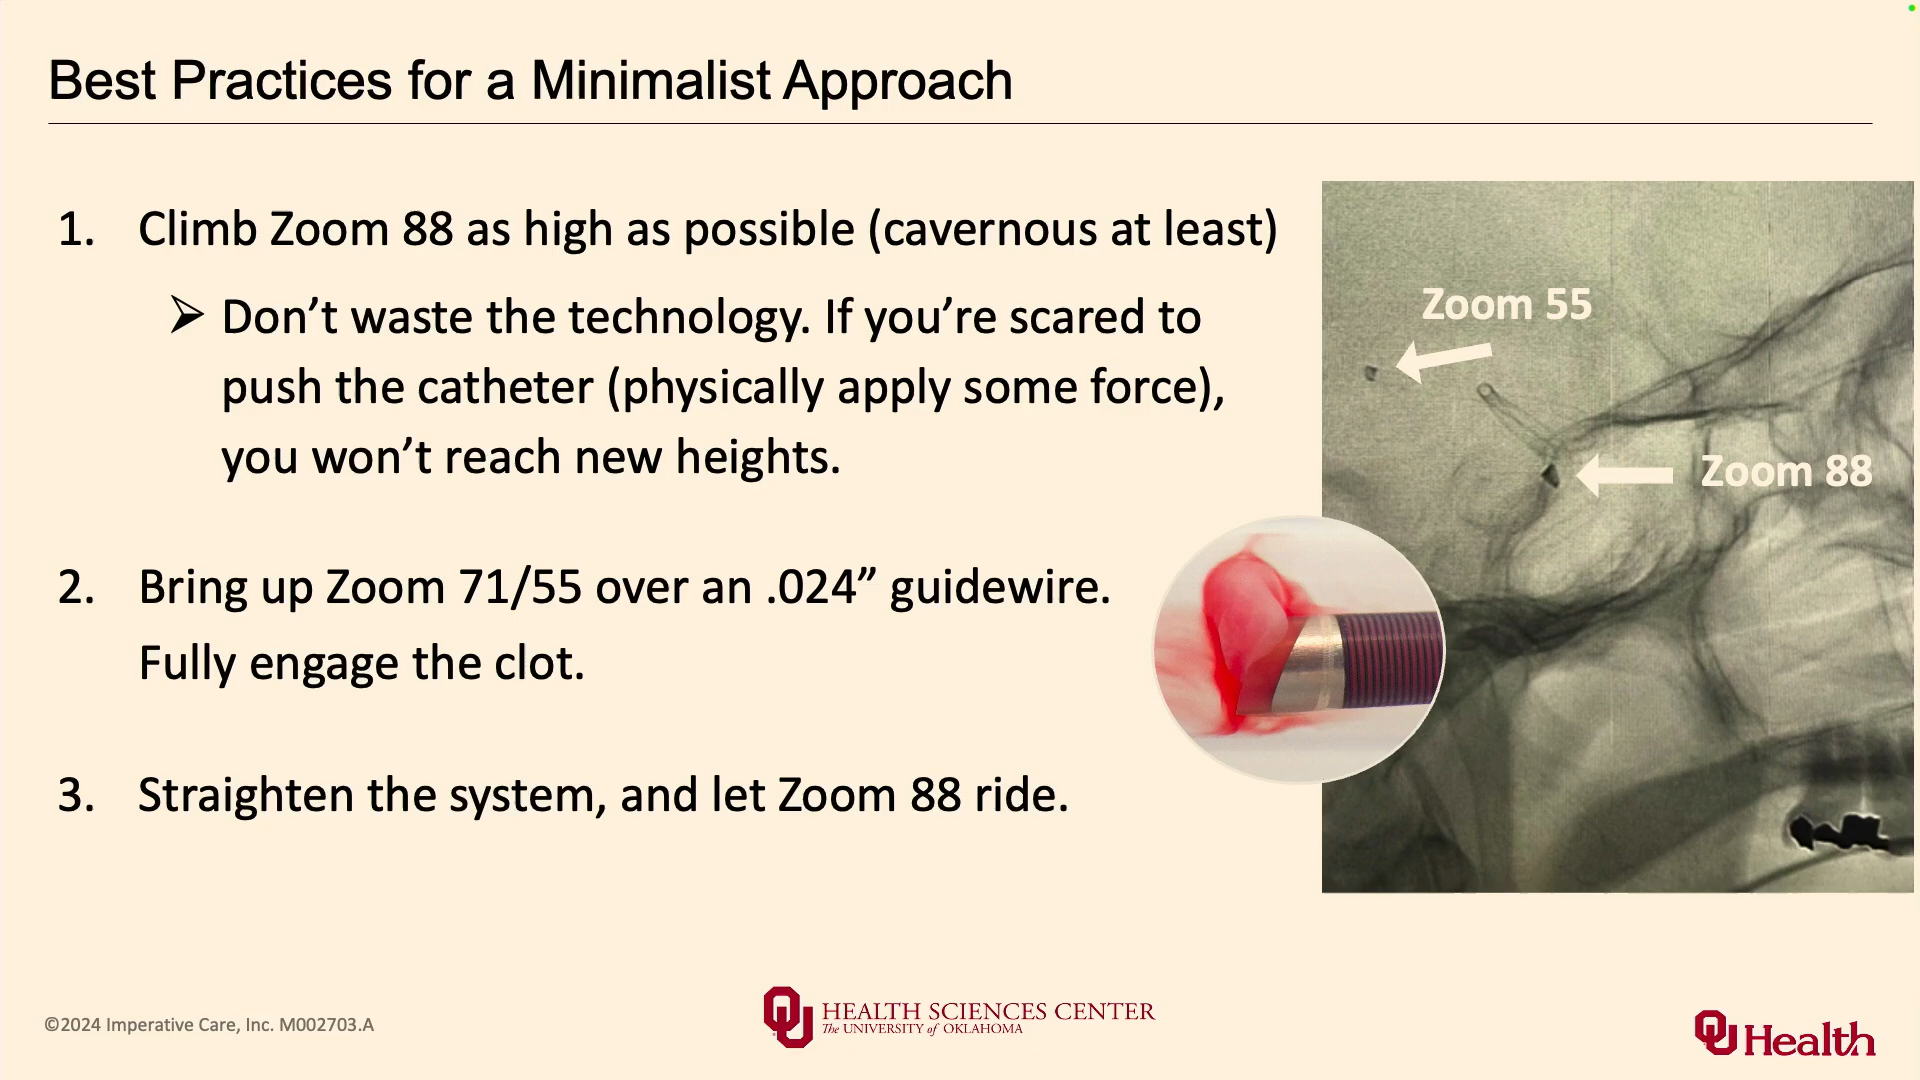 Best Practices for a Minimalist Approach
1. Climb Zoom 88 as high as possible (cavernous at least)
➢ Don’t waste the technology. If you’re scared to
push the catheter (physically apply some force),
you won’t reach new heights.
2. Bring up Zoom 71/55 over an .024” guidewire.
Fully engage the clot.
3. Straighten the system, and let Zoom 88 ride.
Zoom 55
Zoom 88
©2024 Imperative Care, Inc. M002703.A
OU HEALTH SCIENCES CENTER
The UNIVERSITY of OKLAHOMA
OU Health